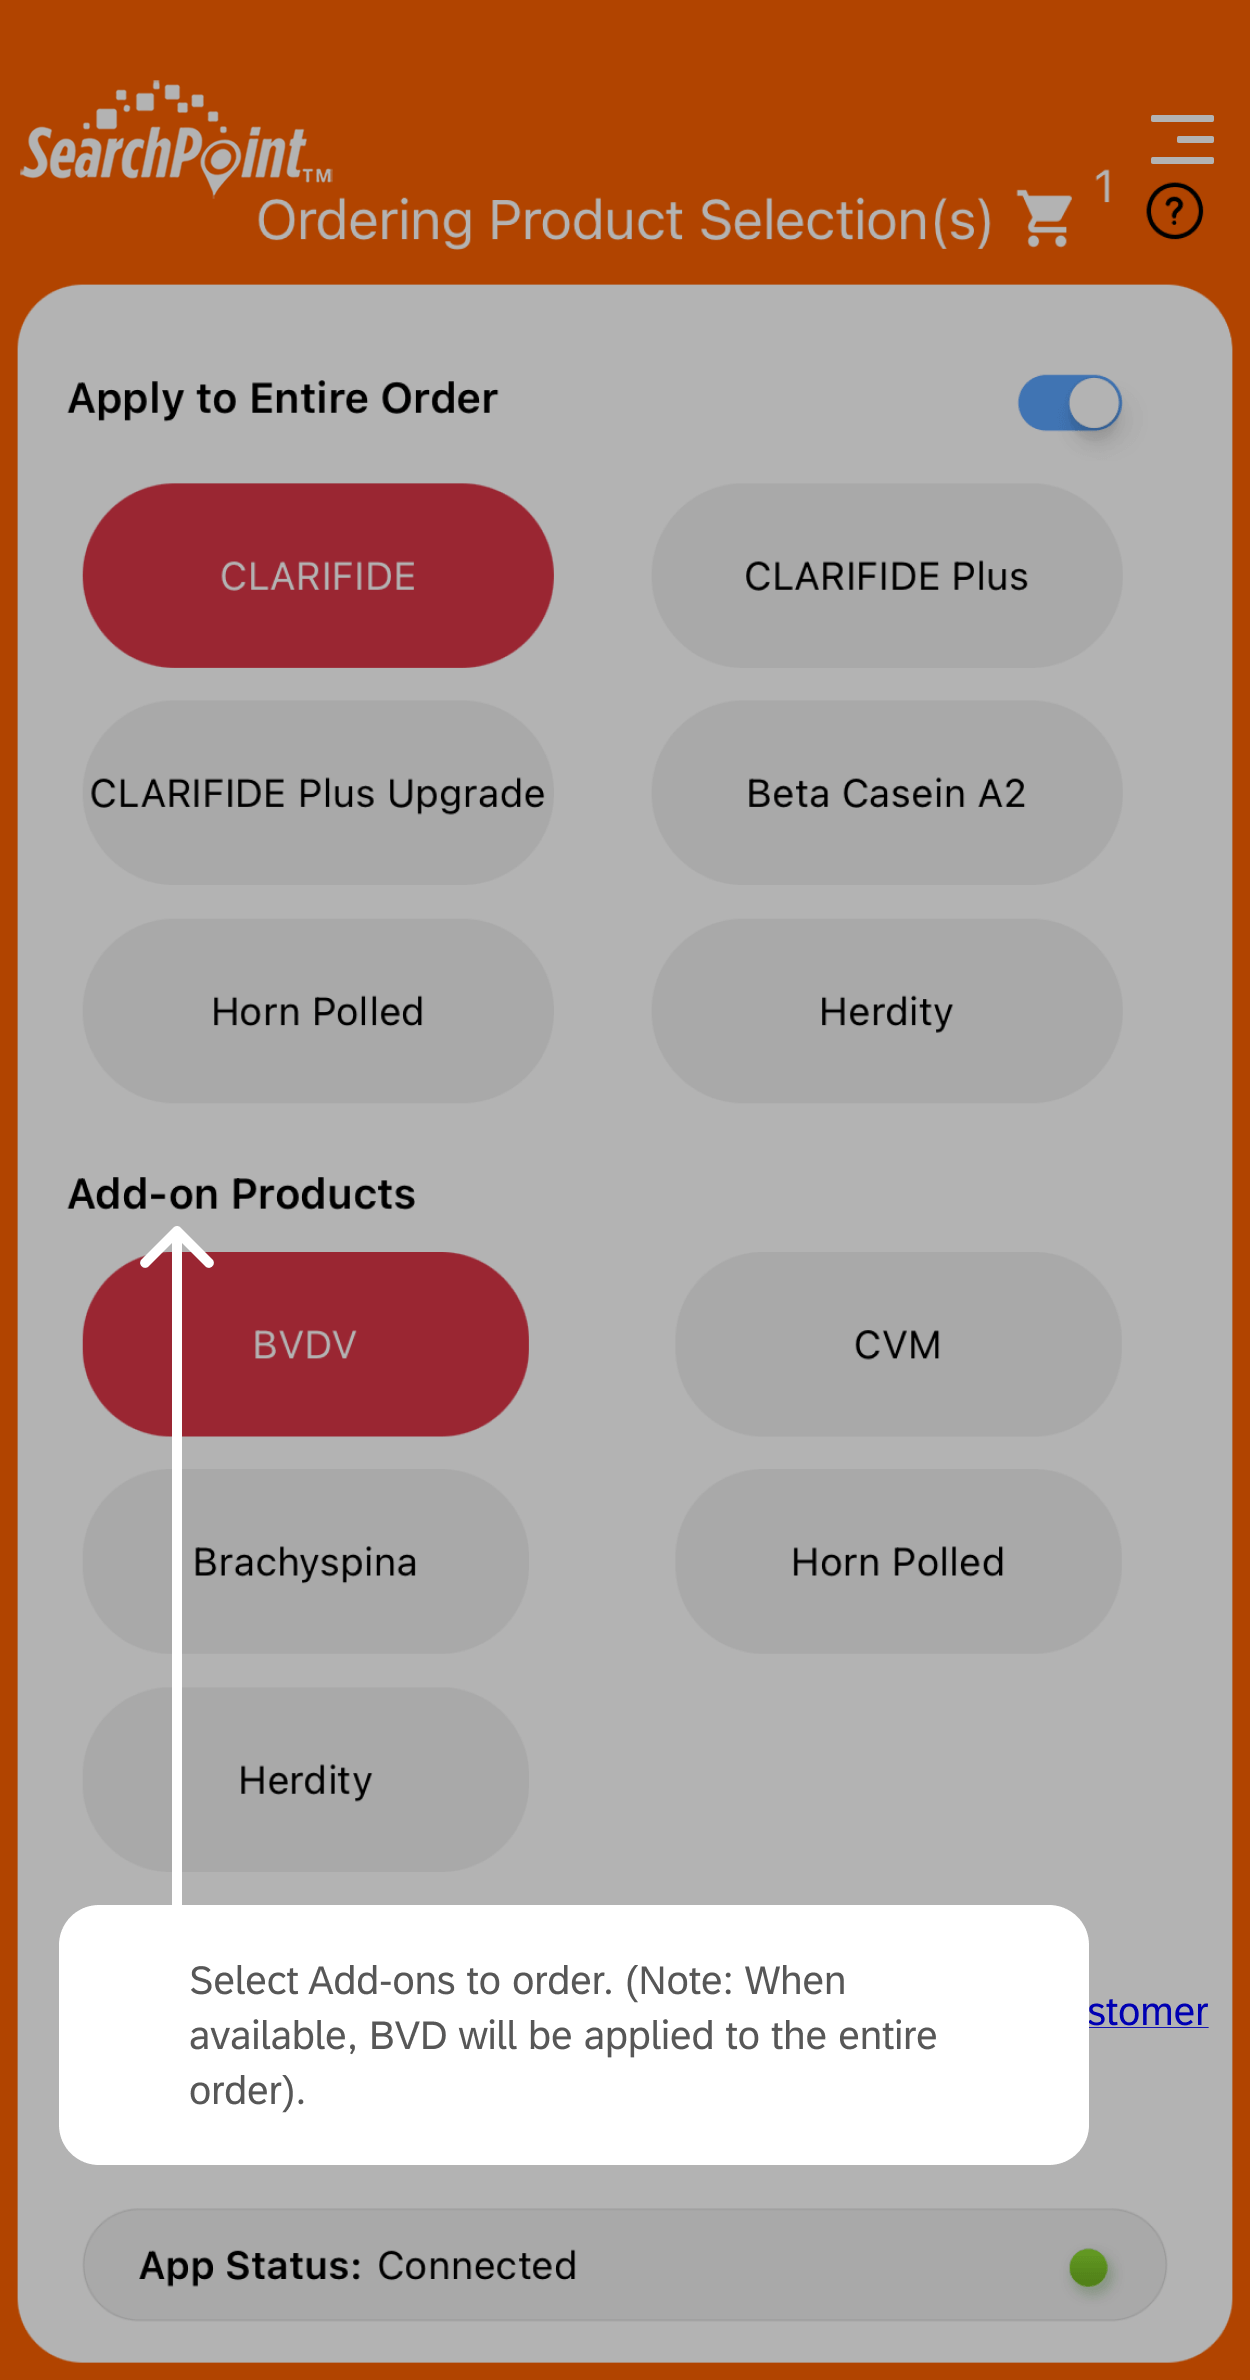 SearchPoint™
1
Ordering Product Selection(s)
?
Apply to Entire Order
CLARIFIDE
CLARIFIDE Plus
CLARIFIDE Plus Upgrade
Beta Casein A2
Horn Polled
Herdity
Add-on Products
BVDV
CVM
Brachyspina
Horn Polled
Herdity
Select Add-ons to order. (Note: When
available, BVD will be applied to the entire
order).
stomer
App Status: Connected